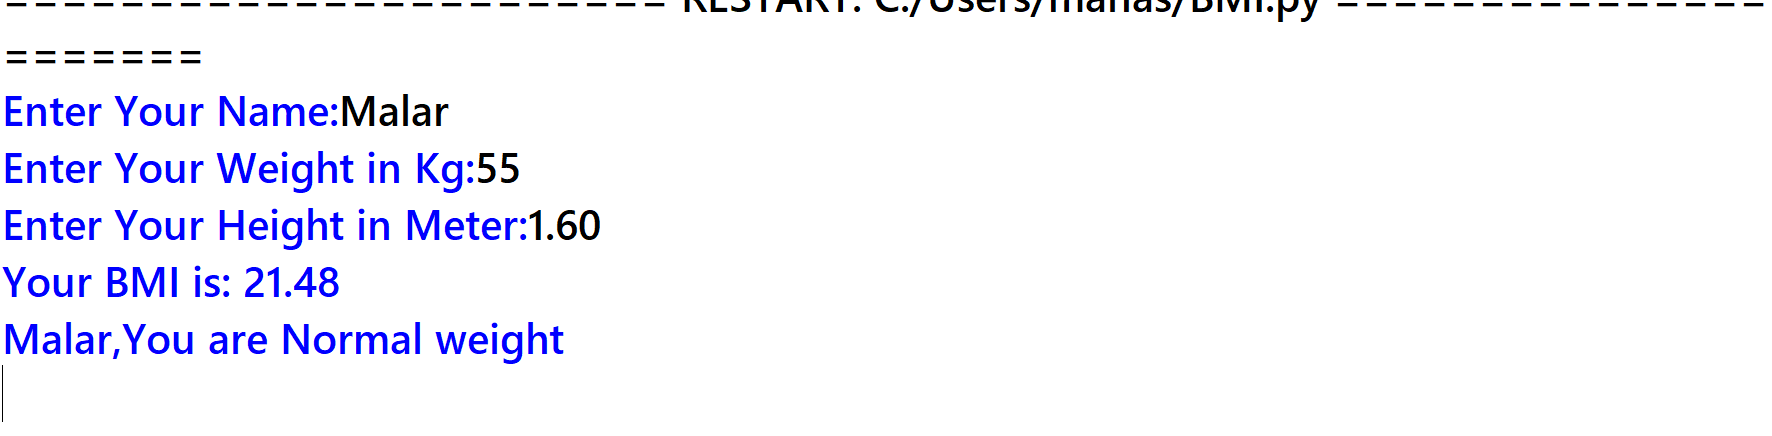 ======================= RESTART: C:/Users/manas/BMI.py ===============
=======
Enter Your Name:Malar
Enter Your Weight in Kg:55
Enter Your Height in Meter:1.60
Your BMI is: 21.48
Malar,You are Normal weight